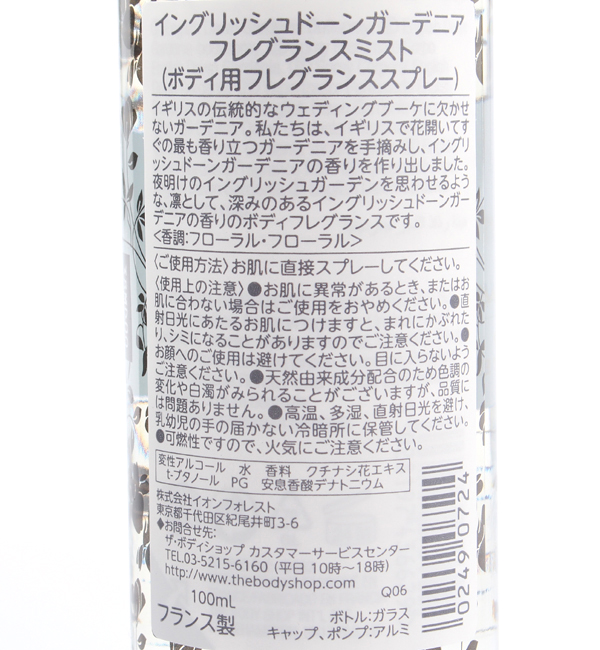 イングリッシュドーンガーデニア
フレグランスミスト
(ボディ用フレグランススプレー)
イギリスの伝統的なウェディングブーケに欠かせ
ないガーデニア。私たちは、イギリスで花開いてす
ぐの最も香り立つガーデニアを手摘みし、イングリ
ッシュドーンガーデニアの香りを作り出しました。
夜明けのイングリッシュガーデンを思わせるよう
な、凛として、深みのあるイングリッシュドーンガー
デニアの香りのボディフレグランスです。
<香調:フローラル・フローラル>
〈ご使用方法〉お肌に直接スプレーしてください。
〈使用上の注意〉●お肌に異常があるとき、またはお
肌に合わない場合はご使用をおやめください。●直
射日光にあたるお肌につけますと、まれにかぶれた
り、シミになることがありますのでご注意ください。●
お顔へのご使用は避けてください。目に入らないよう
ご注意ください。●天然由来成分配合のため色調の
変化や白濁がみられることがございますが、品質に
は問題ありません。●高温、多湿、直射日光を避け、
乳幼児の手の届かない冷暗所に保管してください。
●可燃性ですので、火気にご注意ください。
変性アルコール 水 香料 クチナシ花エキス
t-ブタノール PG 安息香酸デナトニウム
株式会社イオンフォレスト
東京都千代田区紀尾井町3-6
◆お問合せ先:
ザ・ボディショップ カスタマーサービスセンター
TEL.03-5215-6160 (平日 10時〜18時)
http://www.thebodyshop.com
Q06
100mL
フランス製
ボトル:ガラス
キャップ、ポンプ:アルミ
0249 0724